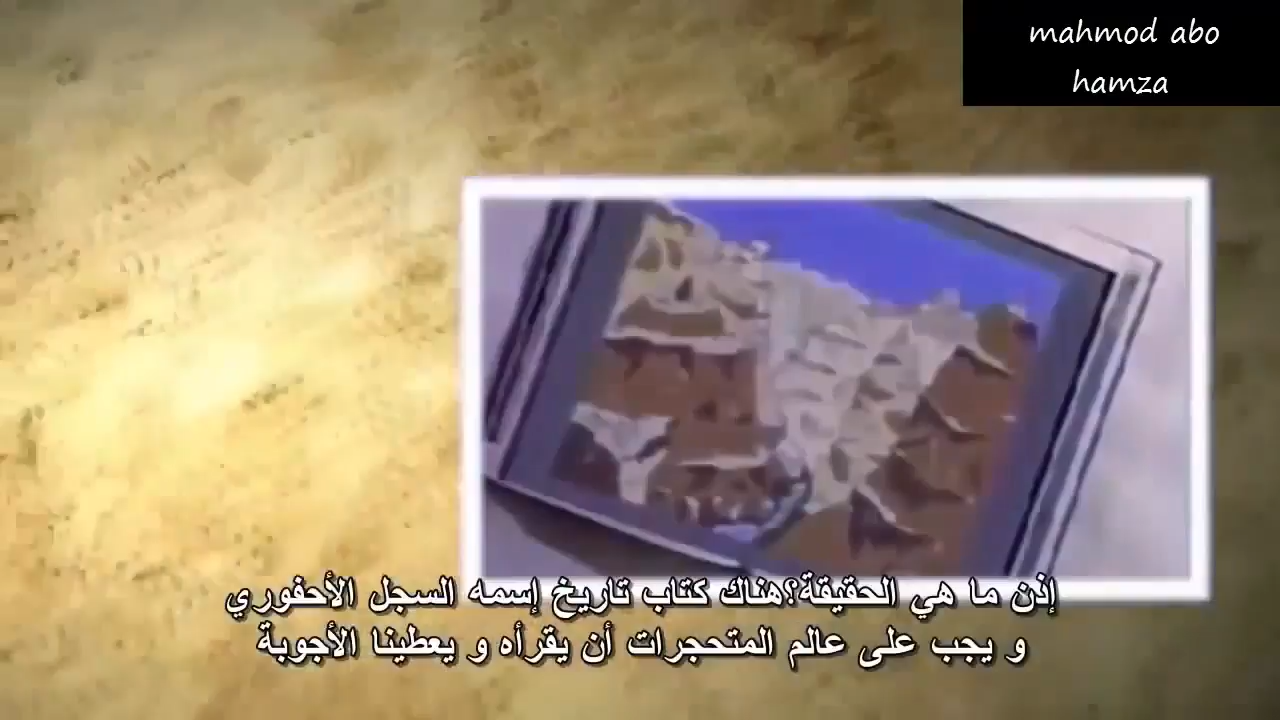 mahmod abo
hamza
إذن ما هي الحقيقة؟هناك كتاب تاريخ إسمه السجل الأحفوري
و يجب على عالم المتحجرات أن يقرأه و يعطينا الأجوبة